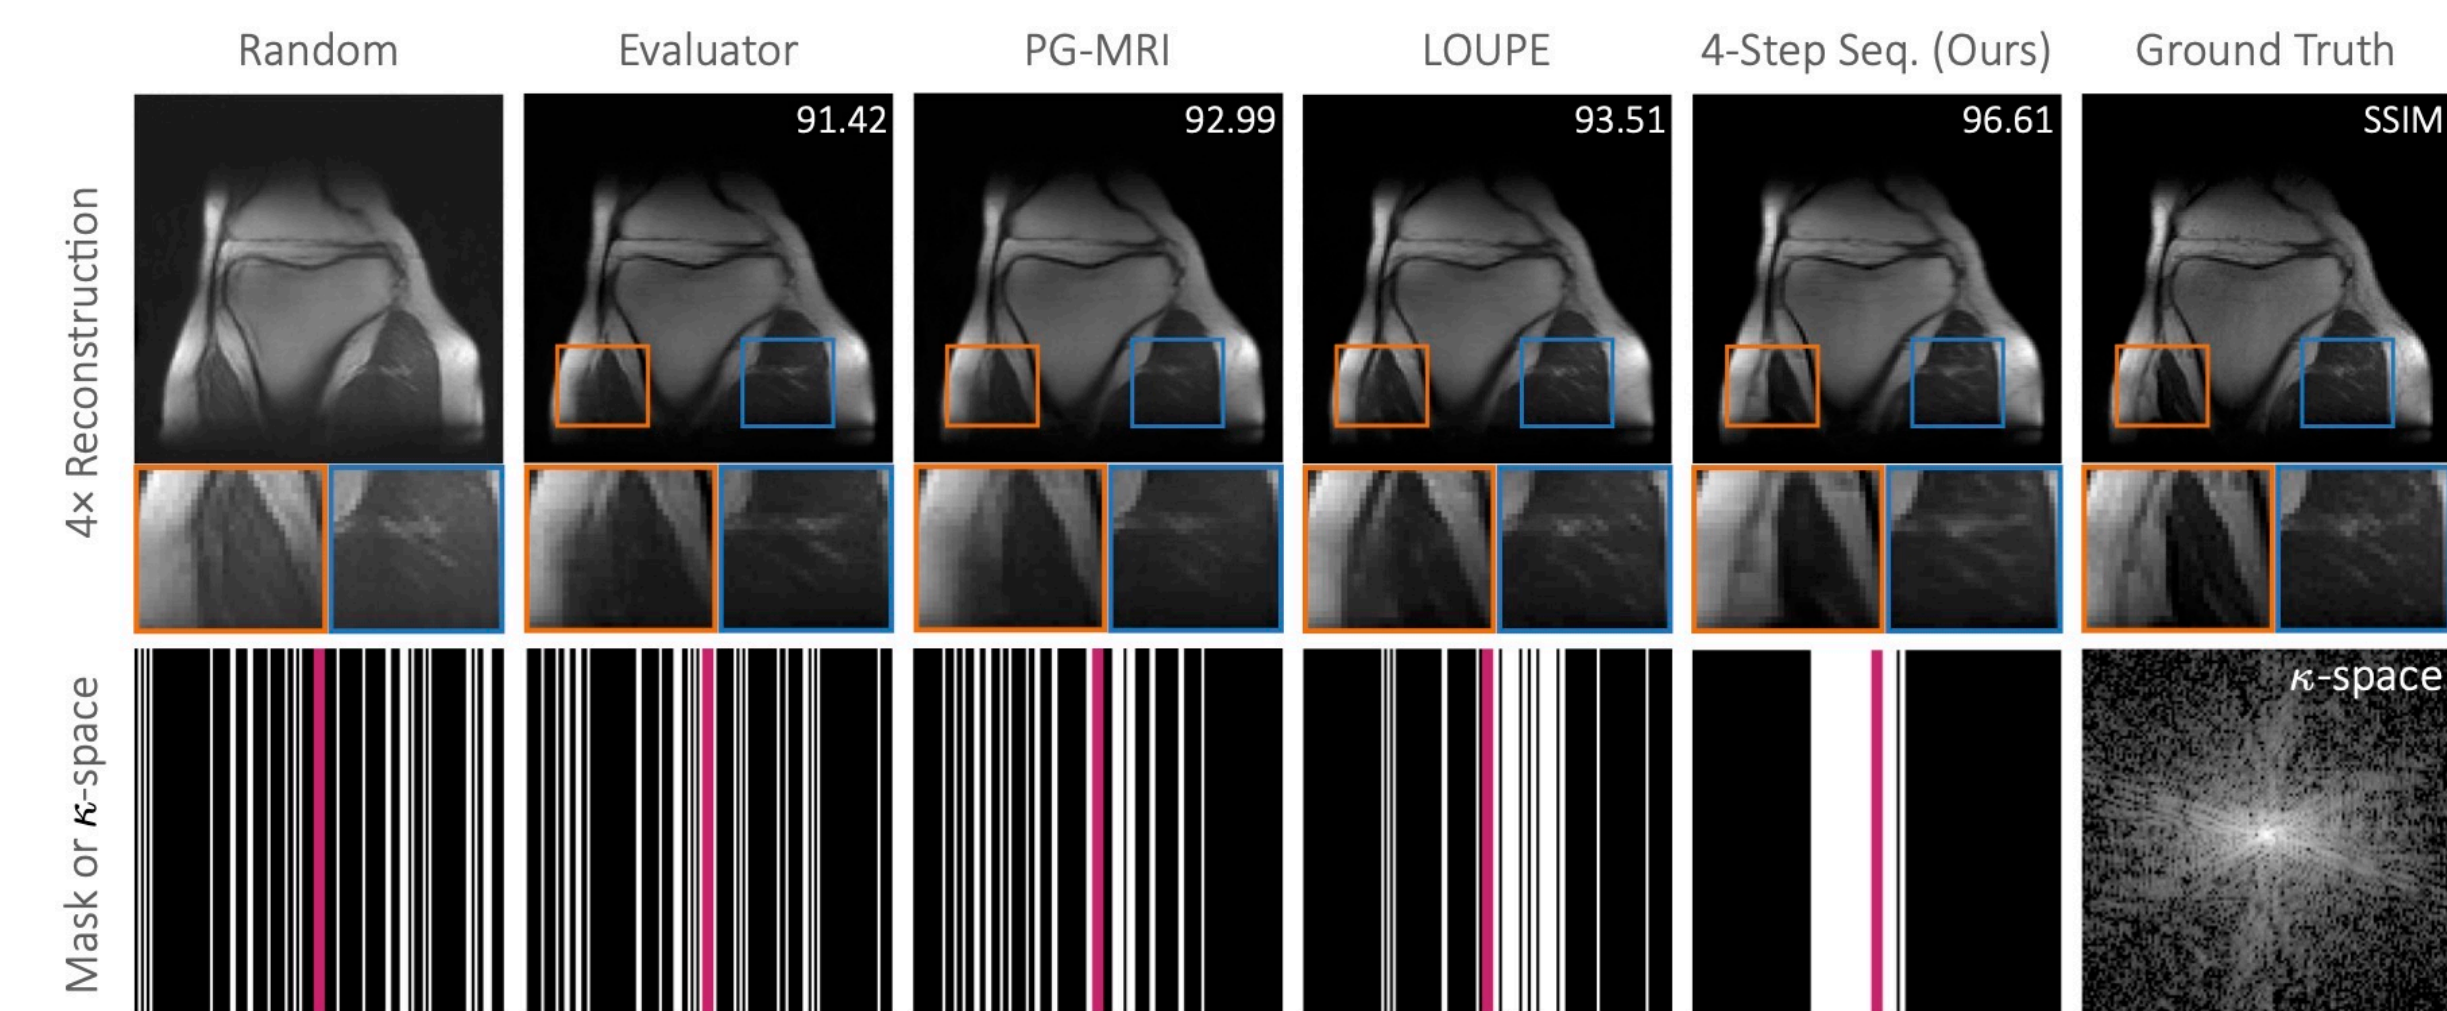 Random
Evaluator
PG-MRI
LOUPE
4-Step Seq. (Ours)
Ground Truth
4× Reconstruction
91.42
92.99
93.51
96.61
SSIM
Mask or κ-space
κ-space